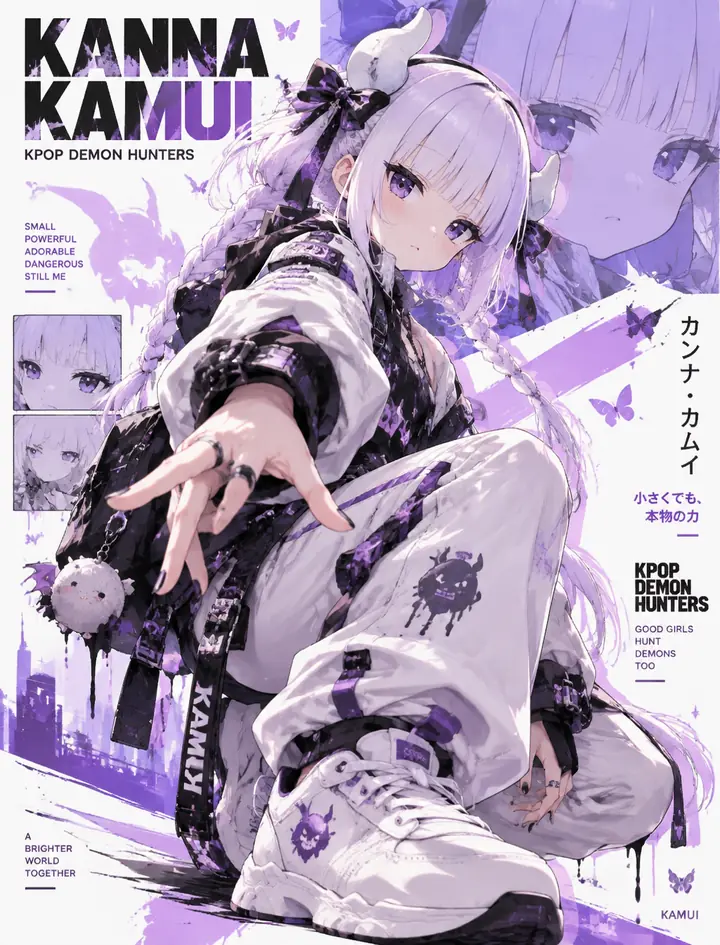 KANNA
KAMUI
KPOP DEMON HUNTERS
SMALL
POWERFUL
ADORABLE
DANGEROUS
STILL ME
カンナ・カムイ
小さくても、
本物の力
KPOP
DEMON
HUNTERS
GOOD GIRLS
HUNT
DEMONS
TOO
KAMUI
A
BRIGHTER
WORLD
TOGETHER
KAMUI